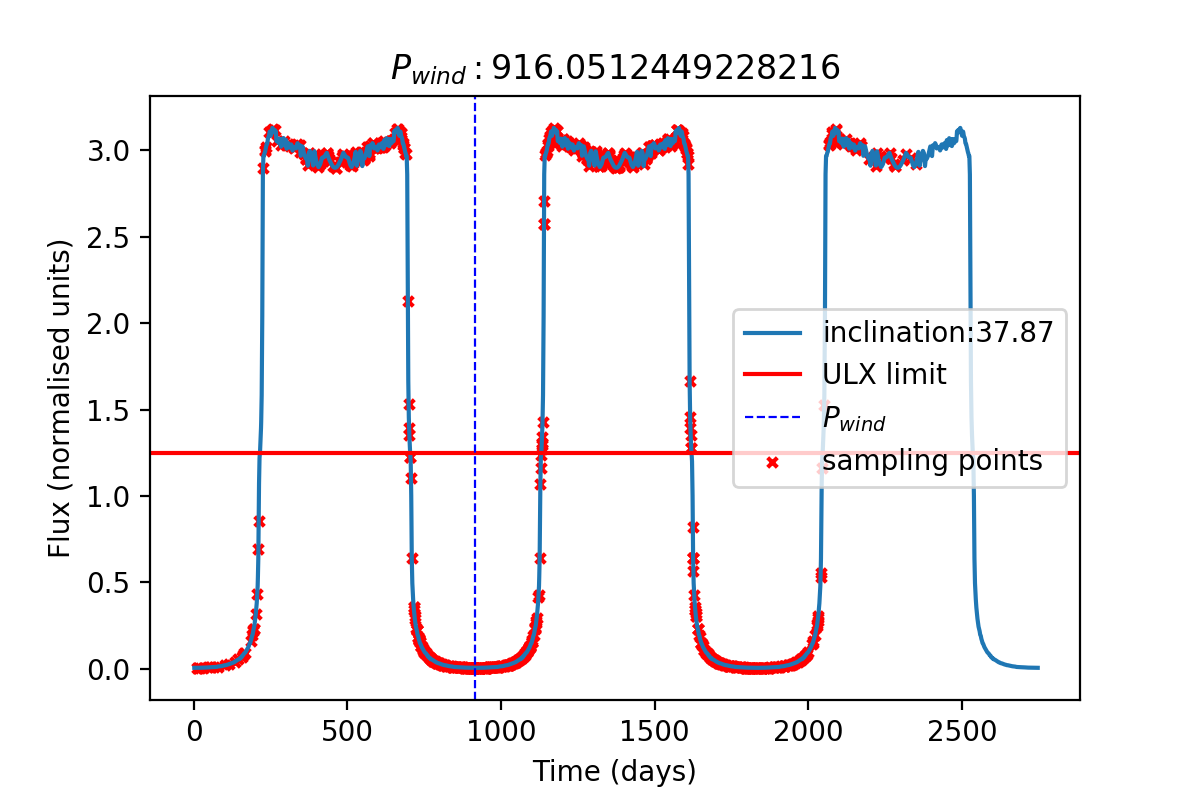 P_wind : 916.0512449228216
Flux (normalised units)
3.0
2.5
2.0
1.5
1.0
0.5
0.0
inclination:37.87
ULX limit
P_wind
sampling points
0 500 1000 1500 2000 2500
Time (days)